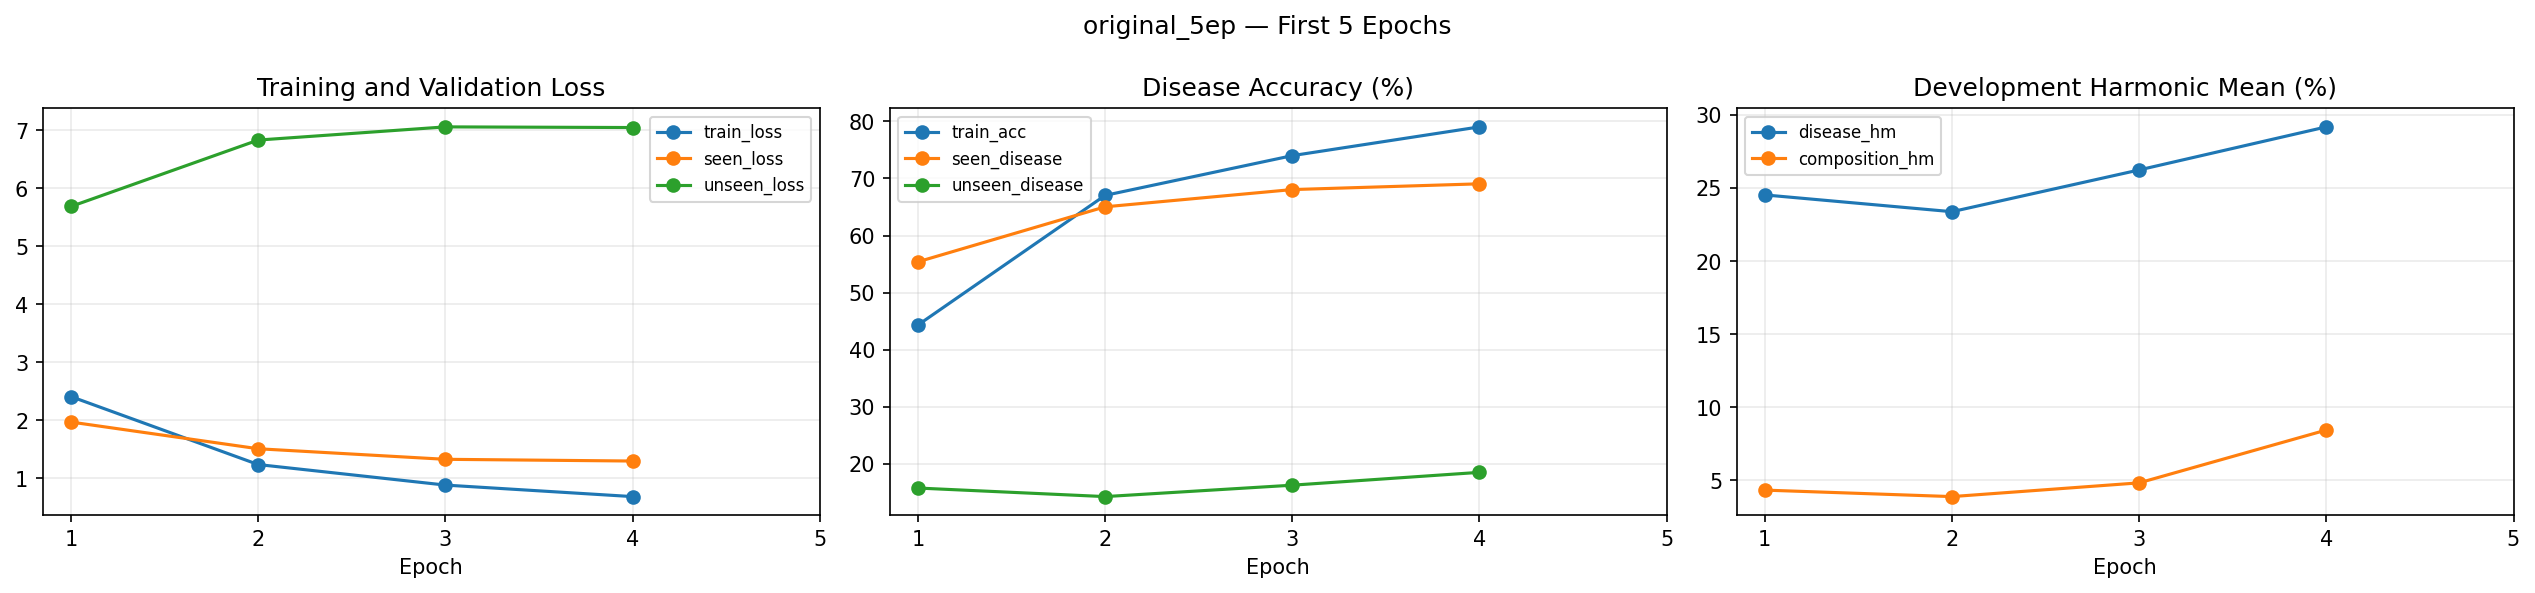 original_5ep — First 5 Epochs
Training and Validation Loss
7
6
5
4
3
2
1
train_loss
seen_loss
unseen_loss
1 2 3 4 5
Epoch
Disease Accuracy (%)
80
70
60
50
40
30
20
train_acc
seen_disease
unseen_disease
1 2 3 4 5
Epoch
Development Harmonic Mean (%)
30
25
20
15
10
5
disease_hm
composition_hm
1 2 3 4 5
Epoch